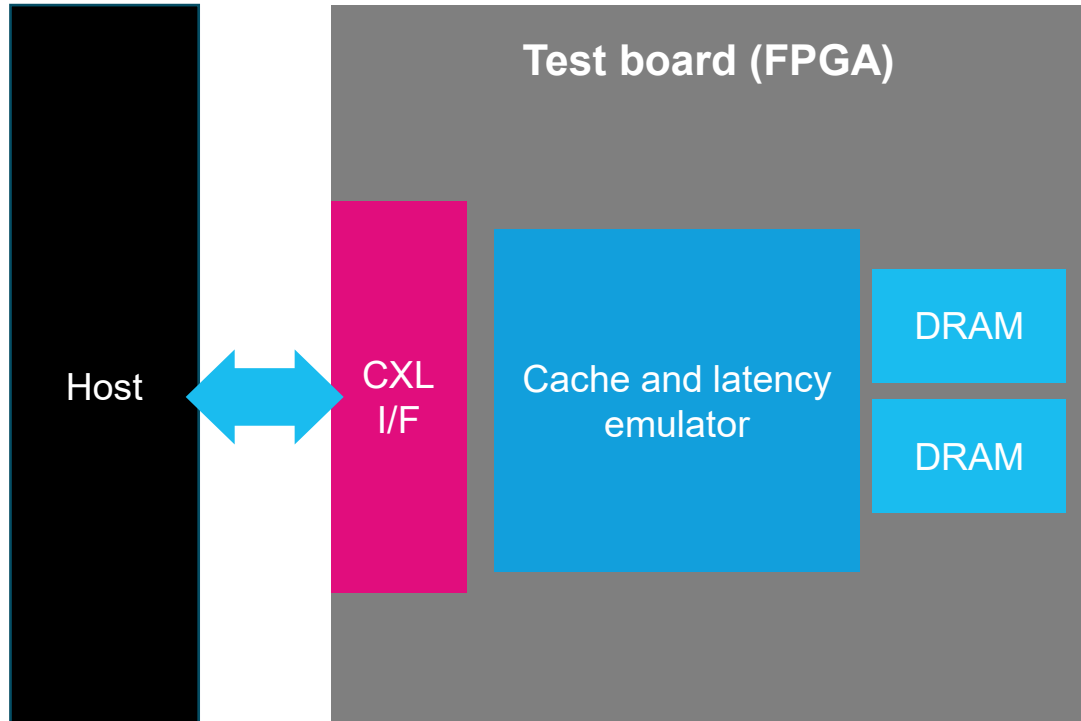 Test board (FPGA)
Host
CXL
I/F
Cache and latency
emulator
DRAM
DRAM